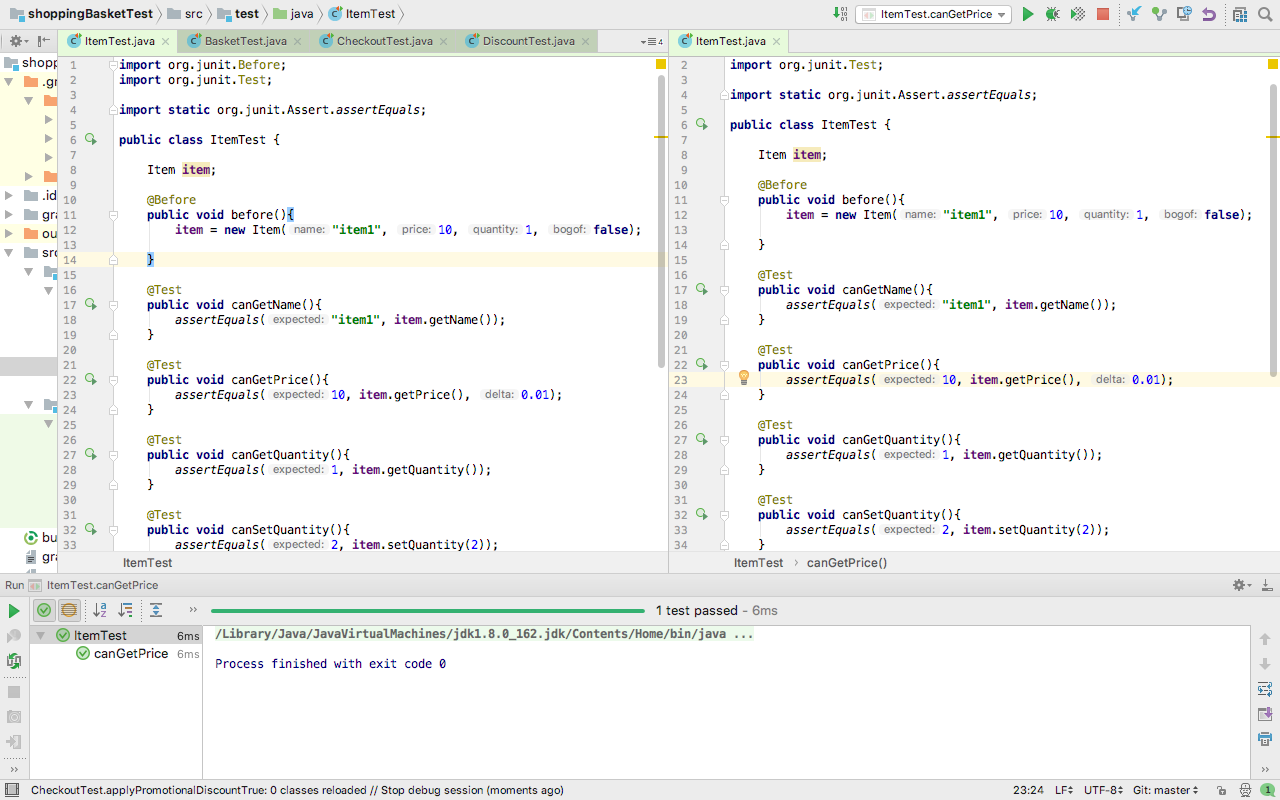 shoppingBasketTest src test java ItemTest ItemTest.canGetPrice
ItemTest.java BasketTest.java CheckoutTest.java DiscountTest.java 4 ItemTest.java
shopp
.g
.id
gra
ou
src
bu
gra
1 import org.junit.Before;
2 import org.junit.Test;
3
4 import static org.junit.Assert.assertEquals;
5
6 public class ItemTest {
7
8 Item item;
9
10 @Before
11 public void before(){
12 item = new Item( name: "item1", price: 10, quantity: 1, bogof: false);
13
14 }
15
16 @Test
17 public void canGetName(){
18 assertEquals( expected: "item1", item.getName());
19 }
20
21 @Test
22 public void canGetPrice(){
23 assertEquals( expected: 10, item.getPrice(), delta: 0.01);
24 }
25
26 @Test
27 public void canGetQuantity(){
28 assertEquals( expected: 1, item.getQuantity());
29 }
30
31 @Test
32 public void canSetQuantity(){
33 assertEquals( expected: 2, item.setQuantity(2));
ItemTest
2 import org.junit.Test;
3
4 import static org.junit.Assert.assertEquals;
5
6 public class ItemTest {
7
8 Item item;
9
10 @Before
11 public void before(){
12 item = new Item( name: "item1", price: 10, quantity: 1, bogof: false);
13
14 }
15
16 @Test
17 public void canGetName(){
18 assertEquals( expected: "item1", item.getName());
19 }
20
21 @Test
22 public void canGetPrice(){
23 assertEquals( expected: 10, item.getPrice(), delta: 0.01);
24 }
25
26 @Test
27 public void canGetQuantity(){
28 assertEquals( expected: 1, item.getQuantity());
29 }
30
31 @Test
32 public void canSetQuantity(){
33 assertEquals( expected: 2, item.setQuantity(2));
34 }
ItemTest canGetPrice()
Run ItemTest.canGetPrice
1 test passed - 6ms
ItemTest 6ms
canGetPrice 6ms
/Library/Java/JavaVirtualMachines/jdk1.8.0_162.jdk/Contents/Home/bin/java ...
Process finished with exit code 0
CheckoutTest.applyPromotionalDiscountTrue: 0 classes reloaded // Stop debug session (moments ago) 23:24 LF UTF-8 Git: master 1